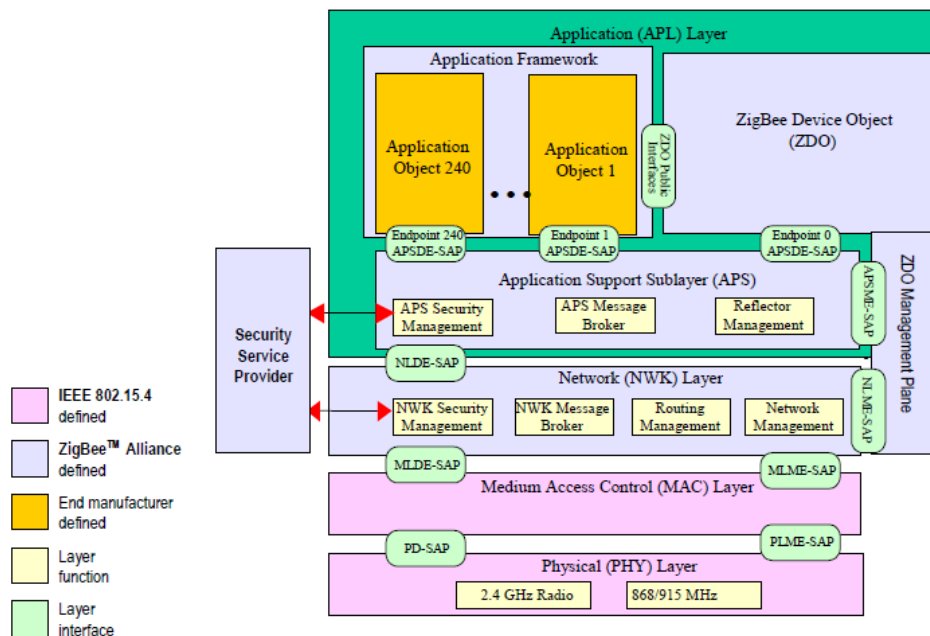 Application (APL) Layer
Application Framework
Application
Object 240
Application
Object 1
ZDO Public
Interfaces
ZigBee Device Object
(ZDO)
Endpoint 240
APSDE-SAP
Endpoint 1
APSDE-SAP
Endpoint 0
APSDE-SAP
Application Support Sublayer (APS)
APS Security
Management
APS Message
Broker
Reflector
Management
APSME-SAP
ZDO Management Plane
Security
Service
Provider
NLDE-SAP
Network (NWK) Layer
NWK Security
Management
NWK Message
Broker
Routing
Management
Network
Management
NLME-SAP
MLDE-SAP
MLME-SAP
Medium Access Control (MAC) Layer
PD-SAP
PLME-SAP
Physical (PHY) Layer
2.4 GHz Radio
868/915 MHz
IEEE 802.15.4
defined
ZigBee™ Alliance
defined
End manufacturer
defined
Layer
function
Layer
interface